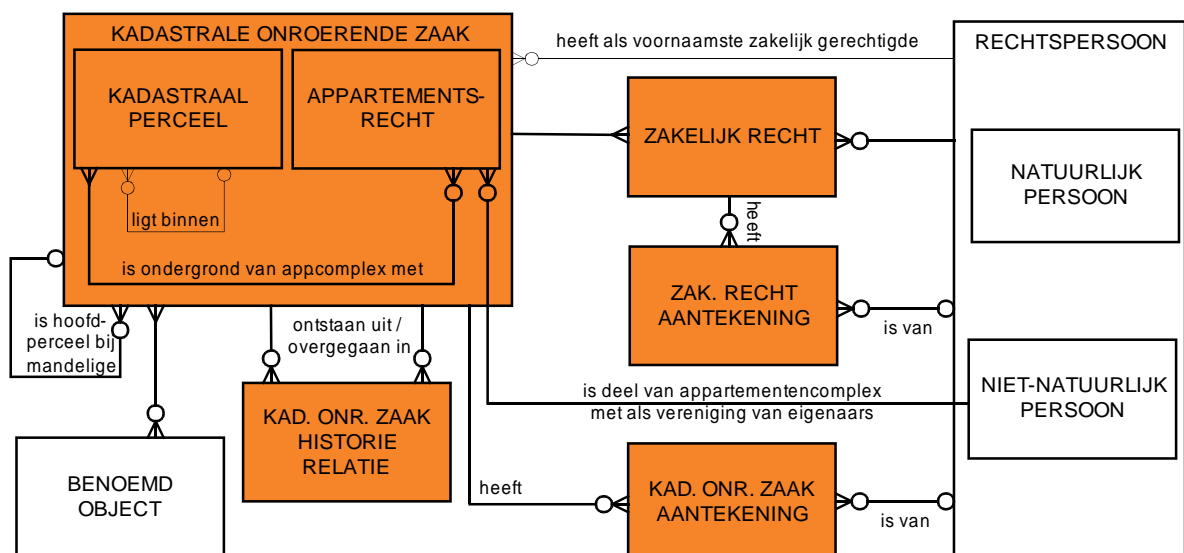 KADASTRALE ONROERENDE ZAAK
heeft als voornaamste zakelijk gerechtigde
RECHTSPERSOON
KADASTRAAL
PERCEEL
APPARTEMENTS-
RECHT
ZAKELIJK RECHT
NATUURLIJK
PERSOON
ligt binnen
heeft
is ondergrond van app.complex met
ZAK. RECHT
AANTEKENING
is van
is hoofd-
perceel bij
mandelige
ontstaan uit /
overgegaan in
is deel van appartementencomplex
met als vereniging van eigenaars
NIET-NATUURLIJK
PERSOON
KAD. ONR. ZAAK
HISTORIE
RELATIE
BENOEMD
OBJECT
heeft
KAD. ONR. ZAAK
AANTEKENING
is van